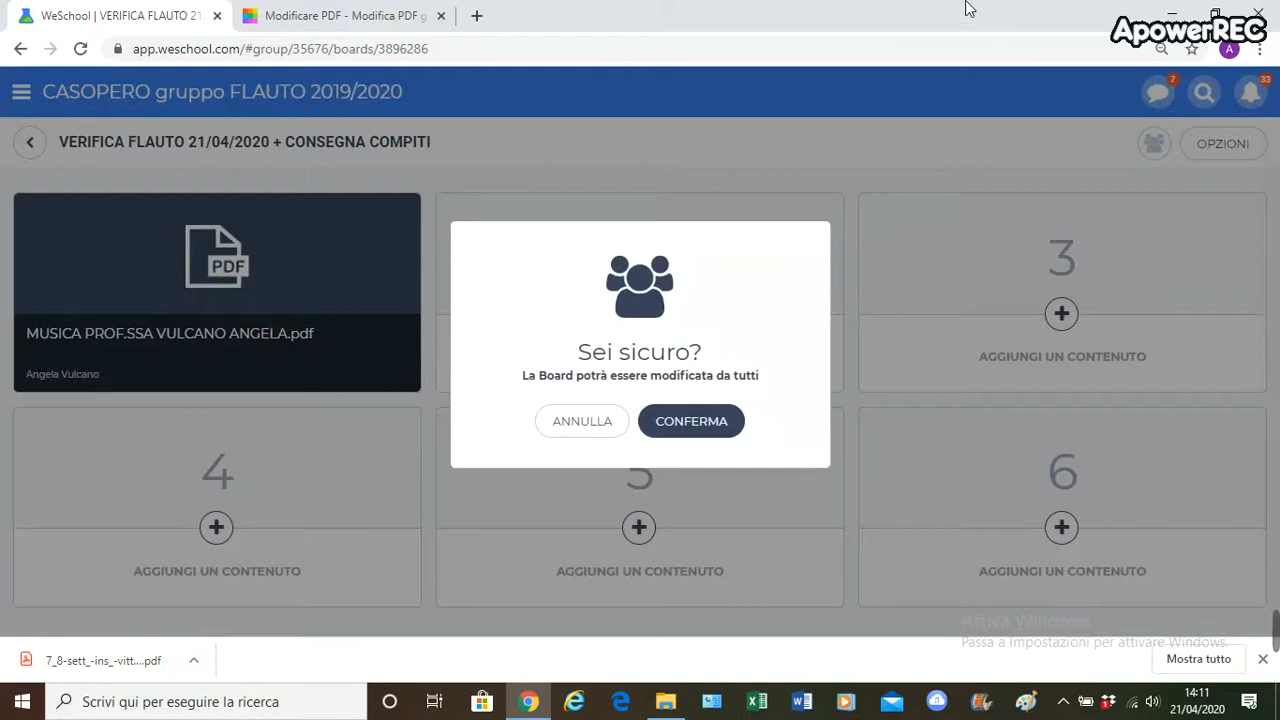 WeSchool | VERIFICA FLAUTO 21
Modificare PDF - Modifica PDF g
ApowerREC
app.weschool.com/#group/35676/boards/3896286
A
CASOPERO gruppo FLAUTO 2019/2020
7
33
VERIFICA FLAUTO 21/04/2020 + CONSEGNA COMPITI
OPZIONI
PDF
MUSICA PROF.SSA VULCANO ANGELA.pdf
Angela Vulcano
3
AGGIUNGI UN CONTENUTO
Sei sicuro?
La Board potrà essere modificata da tutti
ANNULLA
CONFERMA
4
5
6
AGGIUNGI UN CONTENUTO
AGGIUNGI UN CONTENUTO
AGGIUNGI UN CONTENUTO
Attiva Windows
Passa a Impostazioni per attivare Windows.
7_8-sett_-ins_-vitt....pdf
Mostra tutto
Scrivi qui per eseguire la ricerca
14:11
21/04/2020